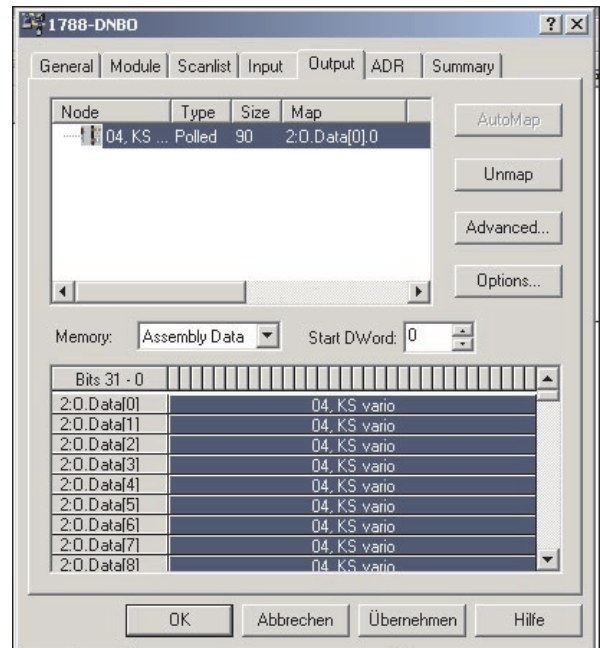 1788-DNBO
General Module Scanlist Input Output ADR Summary
Node Type Size Map
04, KS ... Polled 90 2:O.Data[0].0
AutoMap
Unmap
Advanced...
Options...
Memory: Assembly Data Start DWord: 0
Bits 31 - 0
2:O.Data[0] 04, KS vario
2:O.Data[1] 04, KS vario
2:O.Data[2] 04, KS vario
2:O.Data[3] 04, KS vario
2:O.Data[4] 04, KS vario
2:O.Data[5] 04, KS vario
2:O.Data[6] 04, KS vario
2:O.Data[7] 04, KS vario
2:O.Data[8] 04, KS vario
OK Abbrechen Übernehmen Hilfe